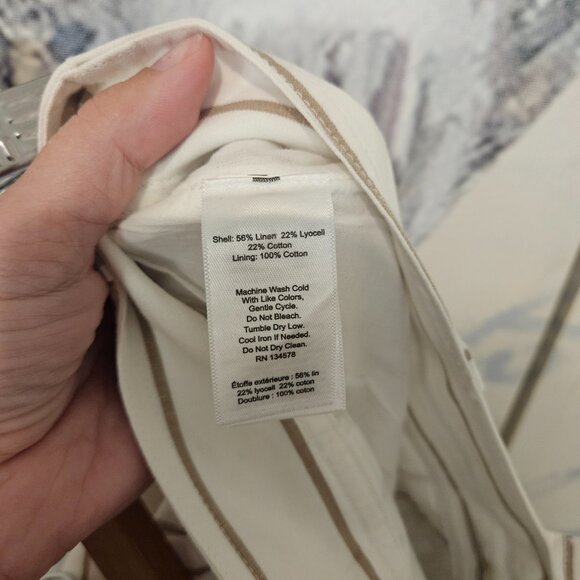 Shell: 56% Linen 22% Lyocell
22% Cotton
Lining: 100% Cotton
Machine Wash Cold
With Like Colors,
Gentle Cycle.
Do Not Bleach.
Tumble Dry Low.
Cool Iron If Needed.
Do Not Dry Clean.
RN 134578
Étoffe extérieure : 56% lin
22% lyocell 22% coton
Doublure : 100% coton